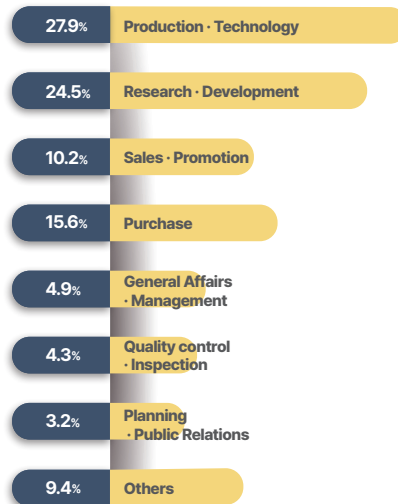 27.9% Production · Technology
24.5% Research · Development
10.2% Sales · Promotion
15.6% Purchase
4.9% General Affairs
· Management
4.3% Quality control
· Inspection
3.2% Planning
· Public Relations
9.4% Others